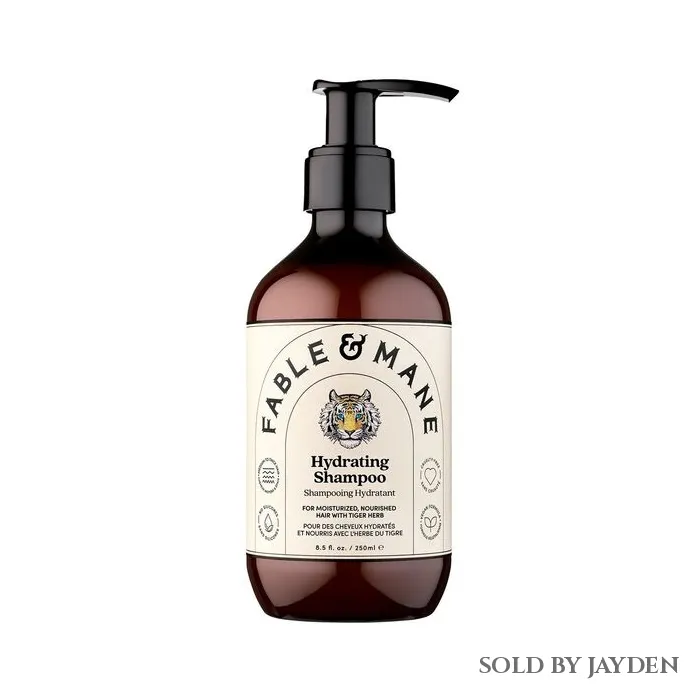 FABLE & MANE
Hydrating
Shampoo
Shampooing Hydratant
FOR MOISTURIZED, NOURISHED
HAIR WITH TIGER HERB
POUR DES CHEVEUX HYDRATÉS
ET NOURRIS AVEC L'HERBE DU TIGRE
8.5 fl. oz. / 250ml ℮
SOLD BY JAYDEN